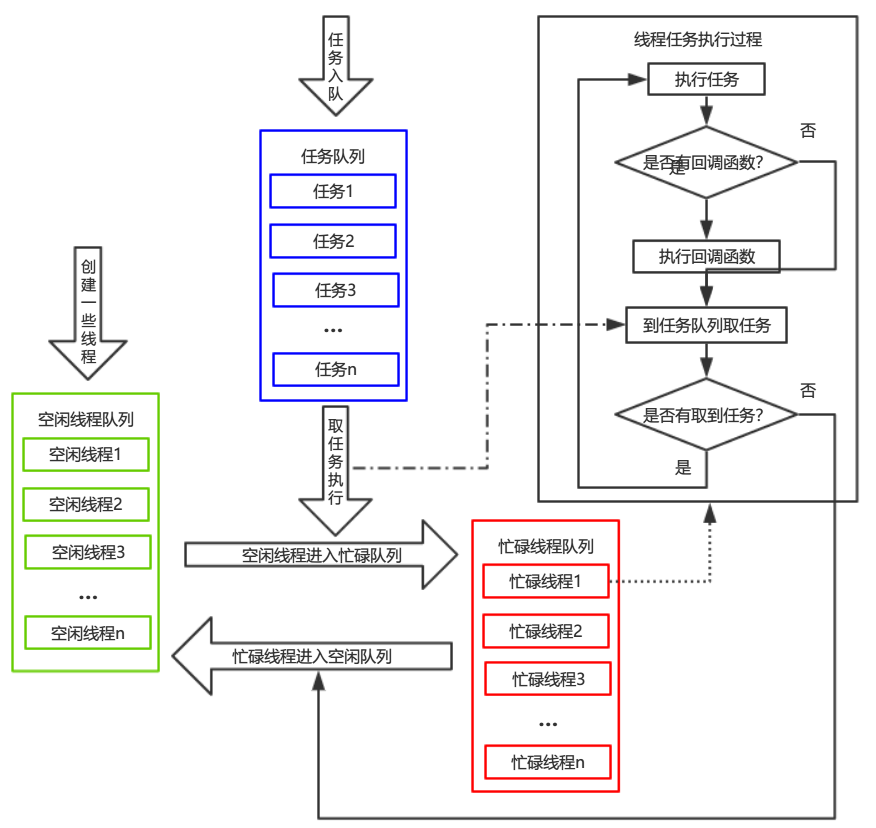 任务入队
任务队列
任务1
任务2
任务3
...
任务n
创建一些线程
空闲线程队列
空闲线程1
空闲线程2
空闲线程3
...
空闲线程n
取任务执行
空闲线程进入忙碌队列
忙碌线程进入空闲队列
忙碌线程队列
忙碌线程1
忙碌线程2
忙碌线程3
...
忙碌线程n
线程任务执行过程
执行任务
否
是否有回调函数?
是
执行回调函数
到任务队列取任务
否
是否有取到任务?
是